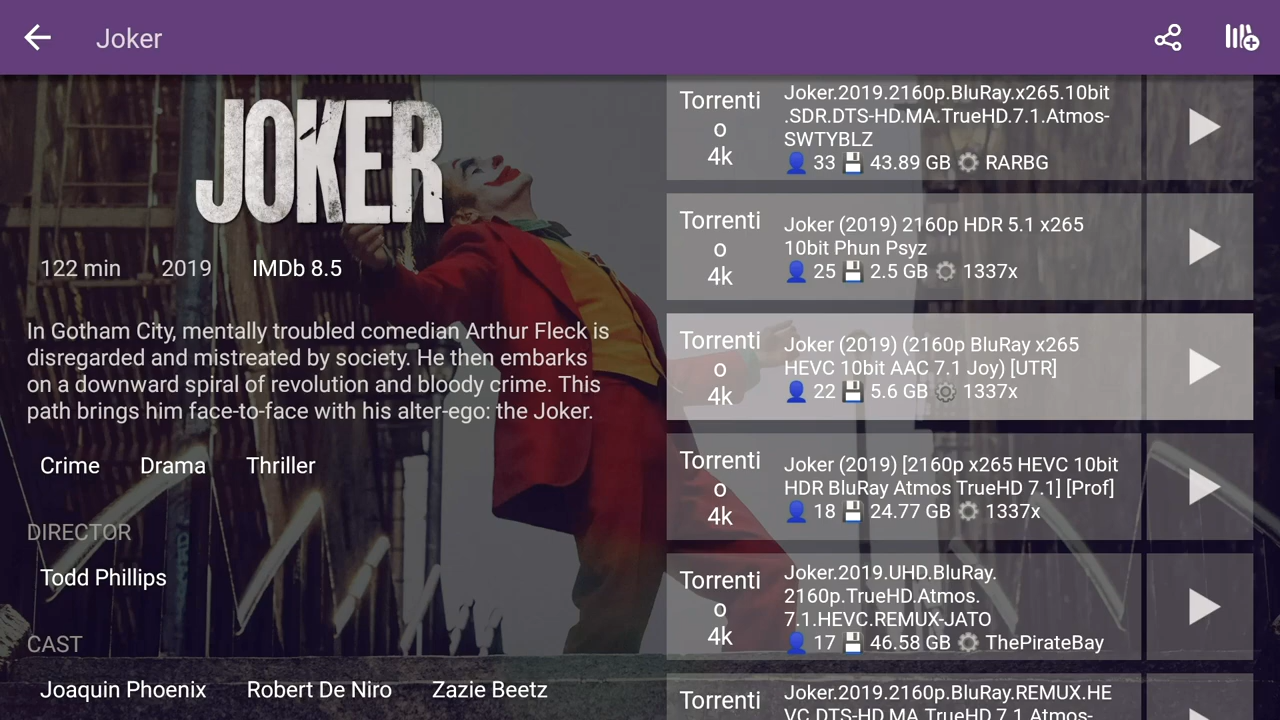 Joker
JOKER
122 min 2019 IMDb 8.5
In Gotham City, mentally troubled comedian Arthur Fleck is
disregarded and mistreated by society. He then embarks
on a downward spiral of revolution and bloody crime. This
path brings him face-to-face with his alter-ego: the Joker.
Crime Drama Thriller
DIRECTOR
Todd Phillips
CAST
Joaquin Phoenix Robert De Niro Zazie Beetz
Torrenti
o
4k
Joker.2019.2160p.BluRay.x265.10bit
.SDR.DTS-HD.MA.TrueHD.7.1.Atmos-
SWTYBLZ
👤 33 💾 43.89 GB ⚙️ RARBG
Torrenti
o
4k
Joker (2019) 2160p HDR 5.1 x265
10bit Phun Psyz
👤 25 💾 2.5 GB ⚙️ 1337x
Torrenti
o
4k
Joker (2019) (2160p BluRay x265
HEVC 10bit AAC 7.1 Joy) [UTR]
👤 22 💾 5.6 GB ⚙️ 1337x
Torrenti
o
4k
Joker (2019) [2160p x265 HEVC 10bit
HDR BluRay Atmos TrueHD 7.1] [Prof]
👤 18 💾 24.77 GB ⚙️ 1337x
Torrenti
o
4k
Joker.2019.UHD.BluRay.
2160p.TrueHD.Atmos.
7.1.HEVC.REMUX-JATO
👤 17 💾 46.58 GB ⚙️ ThePirateBay
Torrenti
Joker.2019.2160p.BluRay.REMUX.HE
VC.DTS-HD.MA.TrueHD.7.1.Atmos-